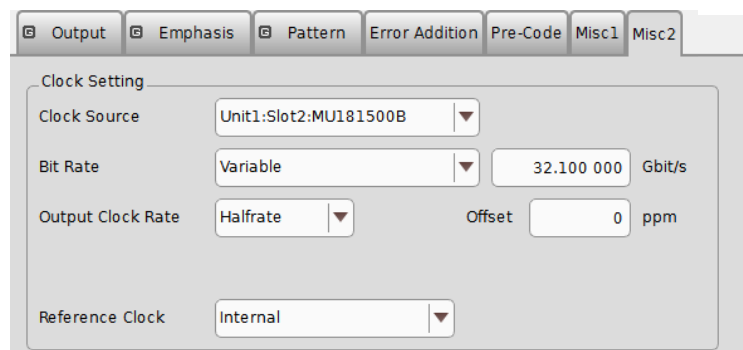 G Output G Emphasis G Pattern Error Addition Pre-Code Misc1 Misc2
Clock Setting
Clock Source Unit1:Slot2:MU181500B
Bit Rate Variable 32.100 000 Gbit/s
Output Clock Rate Halfrate Offset 0 ppm
Reference Clock Internal